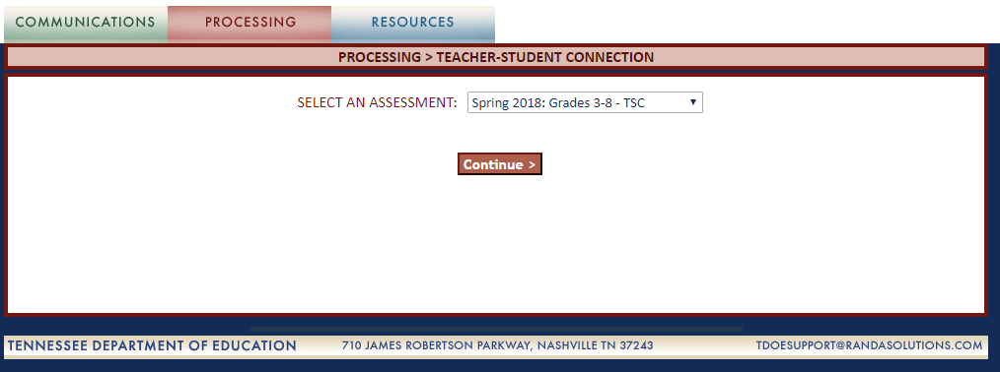 COMMUNICATIONS PROCESSING RESOURCES
PROCESSING > TEACHER-STUDENT CONNECTION
SELECT AN ASSESSMENT: Spring 2018: Grades 3-8 - TSC
Continue >
TENNESSEE DEPARTMENT OF EDUCATION 710 JAMES ROBERTSON PARKWAY, NASHVILLE TN 37243 TDOESUPPORT@RANDASOLUTIONS.COM